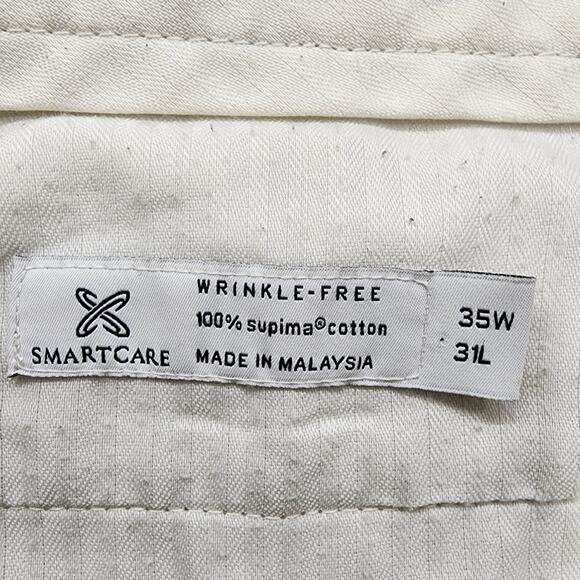 WRINKLE-FREE
100% supima® cotton
MADE IN MALAYSIA
SMARTCARE
35W
31L